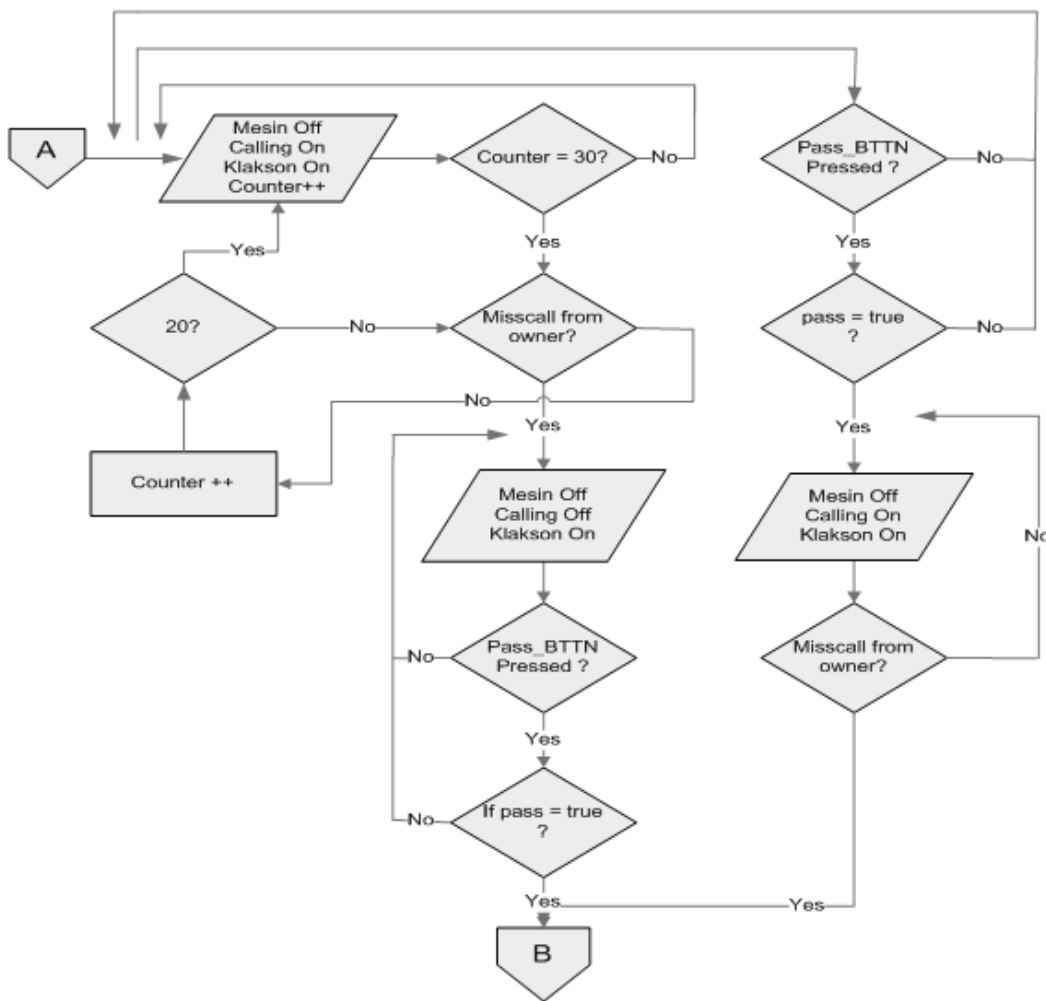 A
Mesin Off
Calling On
Klakson On
Counter++
Counter = 30?
No
Yes
Pass_BTTN
Pressed ?
No
Yes
Yes
20?
No
Misscall from
owner?
No
Yes
pass = true
?
No
Yes
Counter ++
Mesin Off
Calling Off
Klakson On
Mesin Off
Calling On
Klakson On
No
Pass_BTTN
Pressed ?
No
Yes
Misscall from
owner?
If pass = true
?
No
Yes
Yes
B